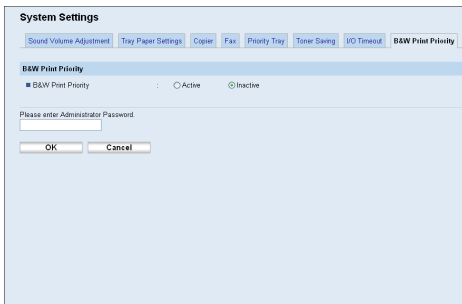 System Settings
Sound Volume Adjustment Tray Paper Settings Copier Fax Priority Tray Toner Saving I/O Timeout B&W Print Priority
B&W Print Priority
B&W Print Priority : Active Inactive
Please enter Administrator Password.
OK Cancel